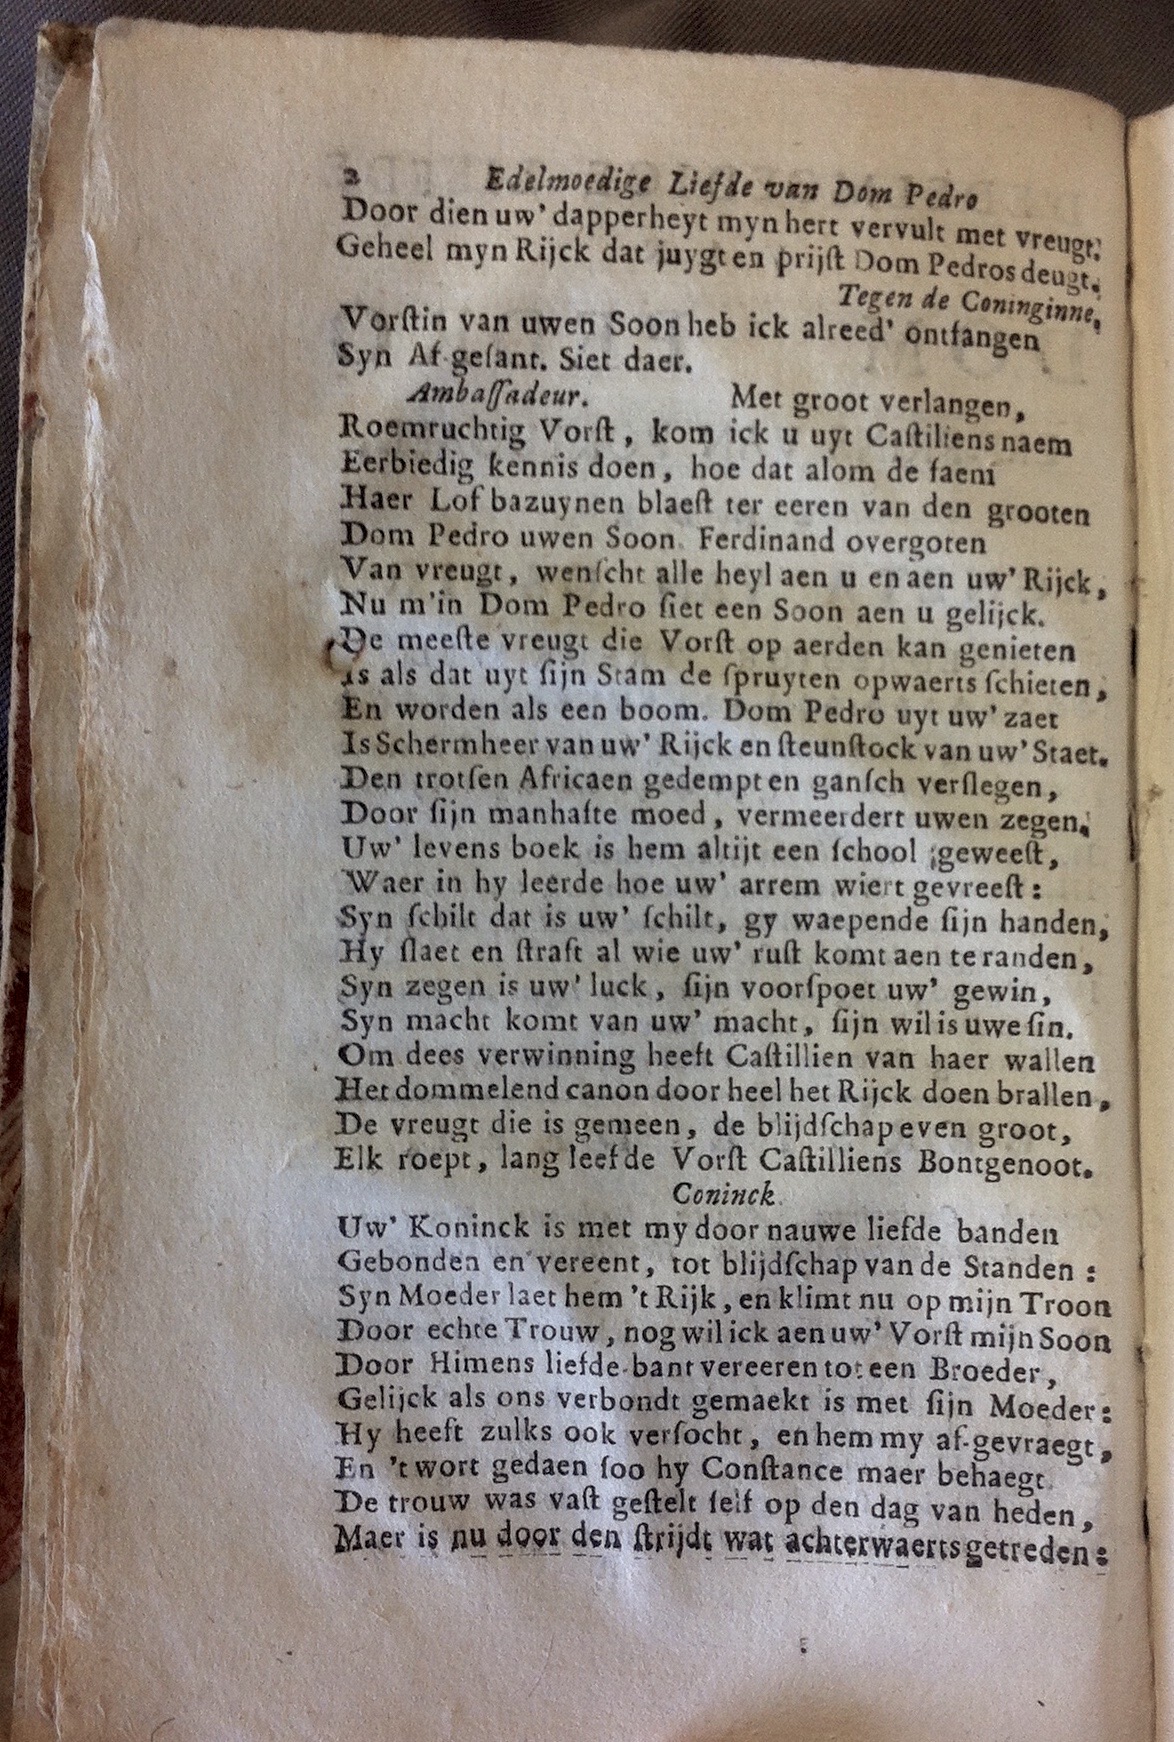 2 Edelmoedige Liefde van Dom Pedro
Door dien uw' dapperheyt myn hert vervult met vreugt:
Geheel myn Rijck dat juygt en prijſt Dom Pedros deugt.
Tegen de Coninginne.
Vorſtin van uwen Soon heb ick alreed' ontfangen
Syn Af-geſant. Siet daer.
Ambaſſadeur. Met groot verlangen,
Roemruchtig Vorſt, kom ick u uyt Caſtiliens naem
Eerbiedig kennis doen, hoe dat alom de faem
Haer Lof bazuynen blaeſt ter eeren van den grooten
Dom Pedro uwen Soon. Ferdinand overgoten
Van vreugt, wenſcht alle heyl aen u en aen uw' Rijck,
Nu m'in Dom Pedro ſiet een Soon aen u gelijck.
De meeſte vreugt die Vorſt op aerden kan genieten
Is als dat uyt ſijn Stam de ſpruyten opwaerts ſchieten,
En worden als een boom. Dom Pedro uyt uw' zaet
Is Schermheer van uw' Rijck en ſteunſtock van uw' Staet.
Den trotſen Africaen gedempt en ganſch verſlegen,
Door ſijn manhafte moed, vermeerdert uwen zegen.
Uw' levens boek is hem altijt een ſchool geweeſt,
Waer in hy leerde hoe uw' arrem wiert gevreeſt:
Syn ſchilt dat is uw' ſchilt, gy waepende ſijn handen,
Hy ſlaet en ſtraft al wie uw' ruſt komt aen te randen,
Syn zegen is uw' luck, ſijn voorſpoet uw' gewin,
Syn macht komt van uw' macht, ſijn wil is uwe ſin.
Om dees verwinning heeft Caſtillien van haer wallen
Het dommelend canon door heel het Rijck doen brallen,
De vreugt die is gemeen, de blijdſchap even groot,
Elk roept, lang leef de Vorſt Caſtilliens Bontgenoot.
Coninck.
Uw' Koninck is met my door nauwe liefde banden
Gebonden en vereent, tot blijdſchap van de Standen:
Syn Moeder laet hem 't Rijk, en klimt nu op mijn Troon
Door echte Trouw, nog wil ick aen uw' Vorſt mijn Soon
Door Himens liefde-bant vereeren tot een Broeder,
Gelijck als ons verbondt gemaekt is met ſijn Moeder:
Hy heeft zulks ook verſocht, en hem my af-gevraegt,
En 't wort gedaen ſoo hy Conſtance maer behaegt.
De trouw was vaſt geſtelt ſelf op den dag van heden,
Maer is nu door den ſtrijdt wat achterwaerts getreden: